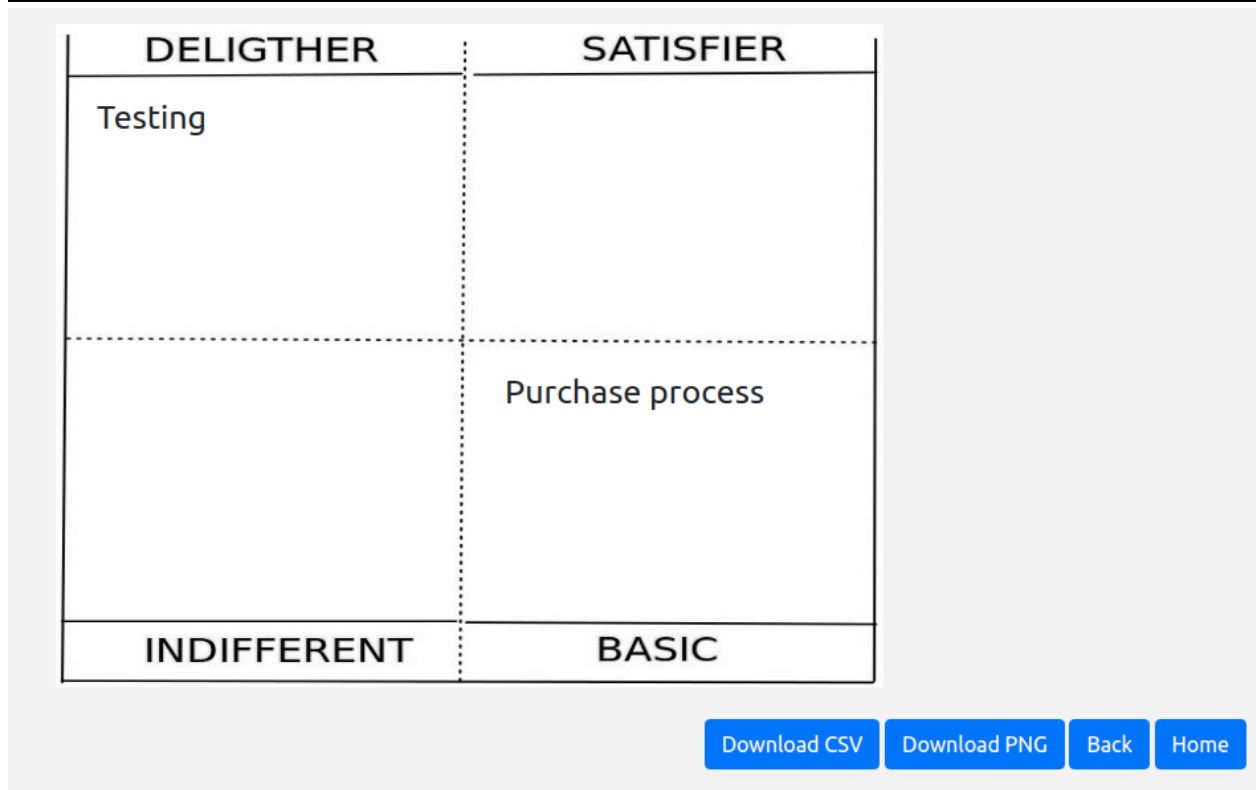 DELIGTHER
SATISFIER
Testing
Purchase process
INDIFFERENT
BASIC
Download CSV
Download PNG
Back
Home